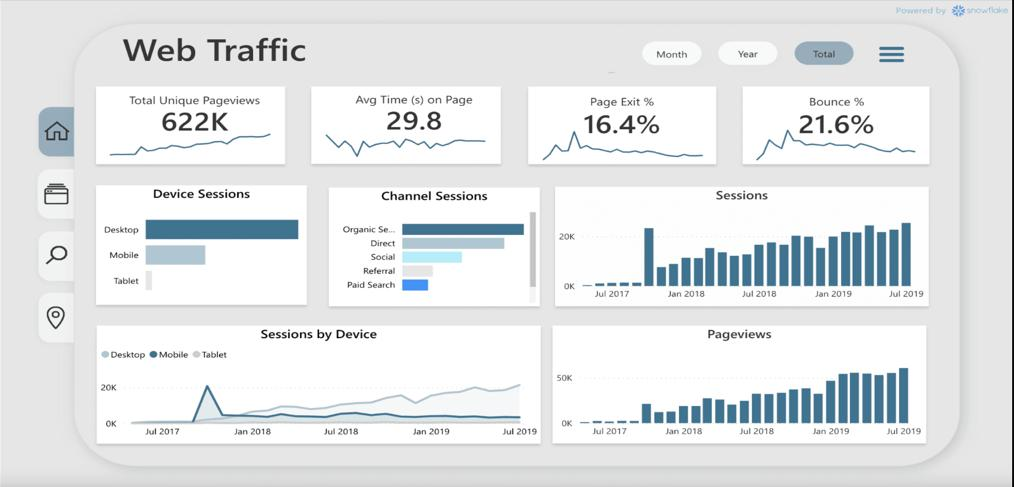 Powered by snowflake
Web Traffic
Month Year Total
Total Unique Pageviews
622K
Avg Time (s) on Page
29.8
Page Exit %
16.4%
Bounce %
21.6%
Device Sessions
Desktop
Mobile
Tablet
Channel Sessions
Organic Se...
Direct
Social
Referral
Paid Search
Sessions
20K
0K
Jul 2017 Jan 2018 Jul 2018 Jan 2019 Jul 2019
Sessions by Device
Desktop Mobile Tablet
20K
0K
Jul 2017 Jan 2018 Jul 2018 Jan 2019 Jul 2019
Pageviews
50K
0K
Jul 2017 Jan 2018 Jul 2018 Jan 2019 Jul 2019